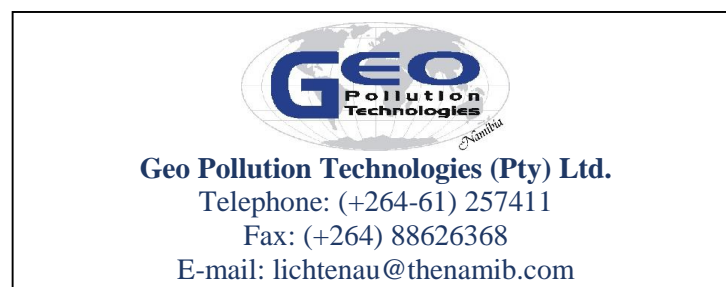 GEO
Pollution
Technologies
Namibia
Geo Pollution Technologies (Pty) Ltd.
Telephone: (+264-61) 257411
Fax: (+264) 88626368
E-mail: lichtenau@thenamib.com